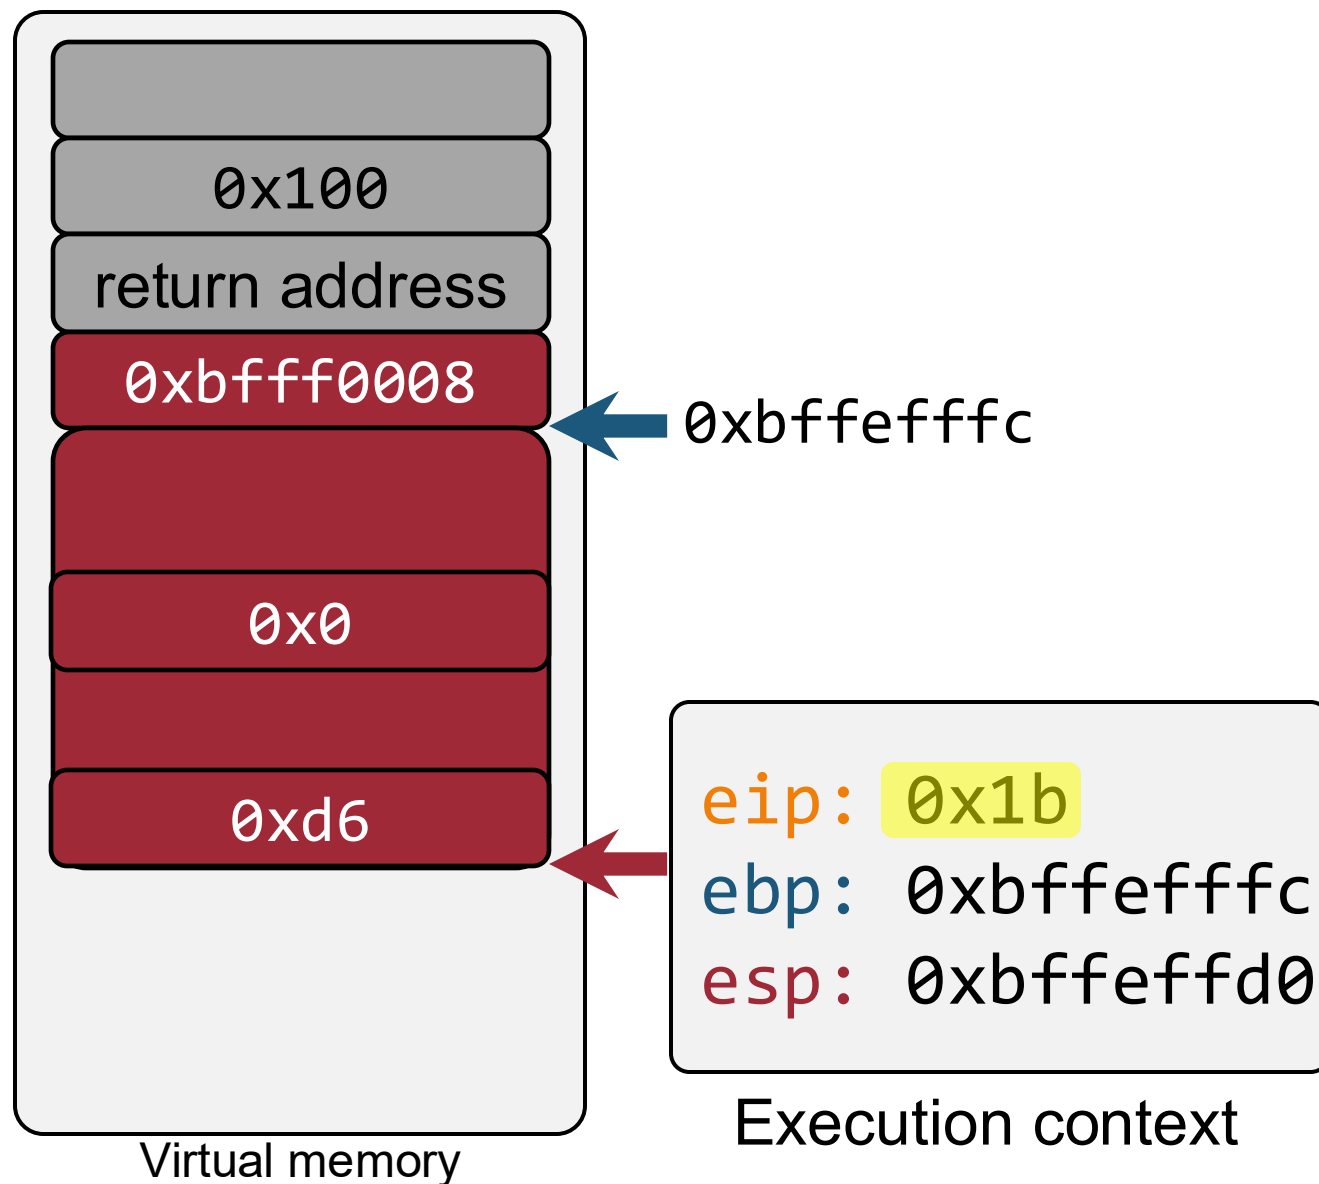 0x100
return address
0xbfff0008
0xbffefffc
0x0
0xd6
eip: 0x1b
ebp: 0xbffefffc
esp: 0xbffeffd0
Execution context
Virtual memory